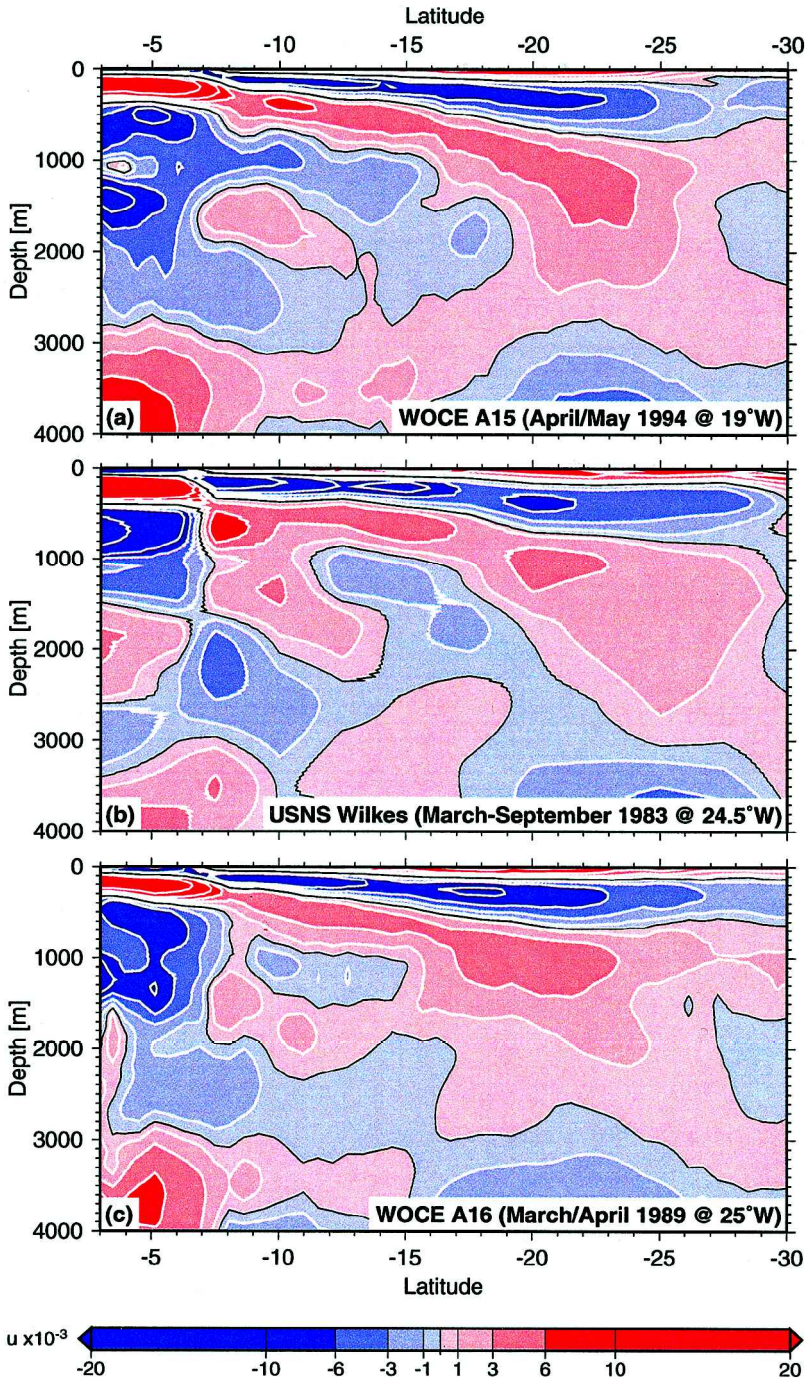 Latitude
-5 -10 -15 -20 -25 -30
0
1000
2000
3000
4000
Depth [m]
(a) WOCE A15 (April/May 1994 @ 19°W)
0
1000
2000
3000
4000
Depth [m]
(b) USNS Wilkes (March-September 1983 @ 24.5°W)
0
1000
2000
3000
4000
Depth [m]
(c) WOCE A16 (March/April 1989 @ 25°W)
-5 -10 -15 -20 -25 -30
Latitude
u x10-3
-20 -10 -6 -3 -1 1 3 6 10 20